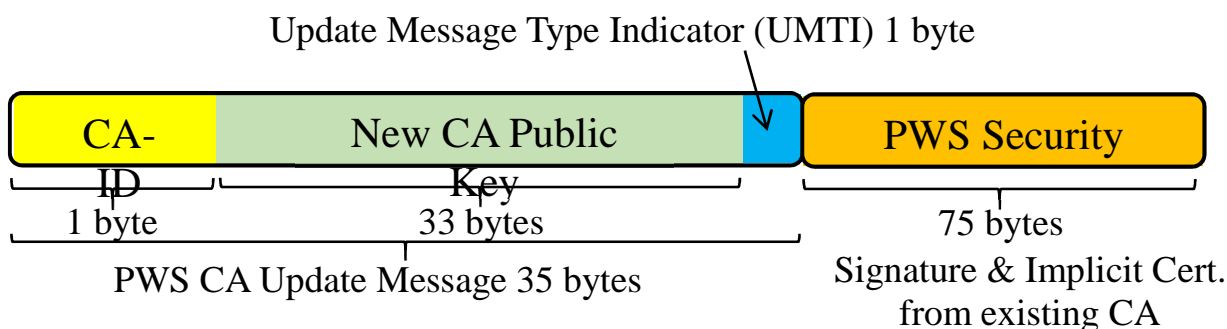 Update Message Type Indicator (UMTI) 1 byte
CA-
ID
New CA Public
Key
PWS Security
1 byte
33 bytes
75 bytes
PWS CA Update Message 35 bytes
Signature & Implicit Cert.
from existing CA